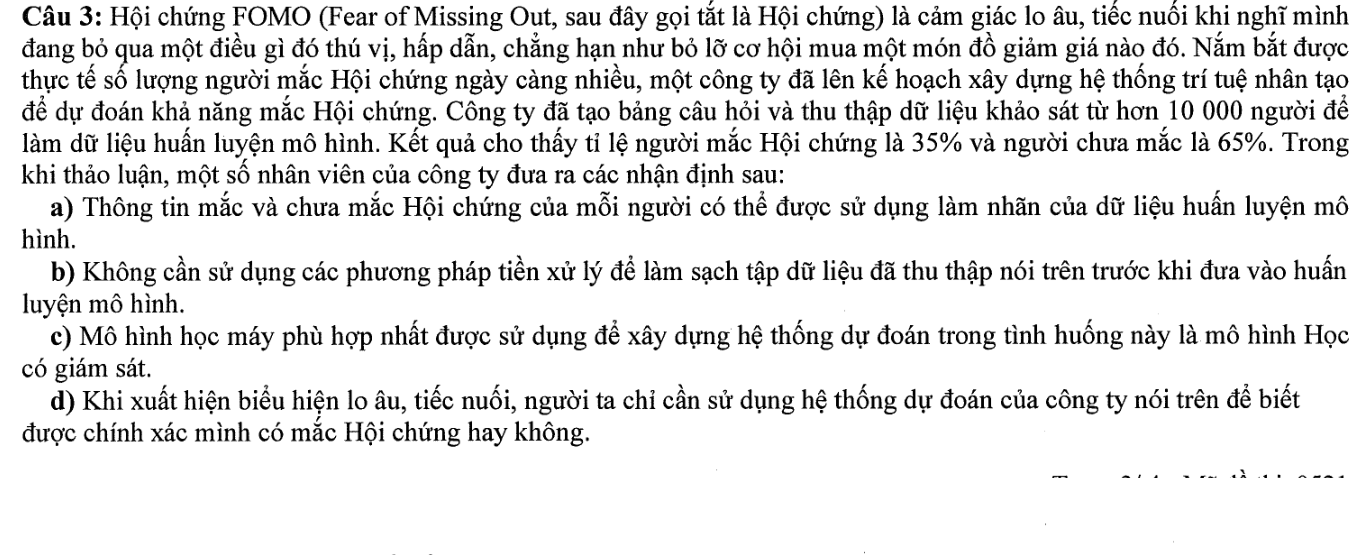 Câu 3: Hội chứng FOMO (Fear of Missing Out, sau đây gọi tắt là Hội chứng) là cảm giác lo âu, tiếc nuối khi nghĩ mình
đang bỏ qua một điều gì đó thú vị, hấp dẫn, chẳng hạn như bỏ lỡ cơ hội mua một món đồ giảm giá nào đó. Nắm bắt được
thực tế số lượng người mắc Hội chứng ngày càng nhiều, một công ty đã lên kế hoạch xây dựng hệ thống trí tuệ nhân tạo
để dự đoán khả năng mắc Hội chứng. Công ty đã tạo bảng câu hỏi và thu thập dữ liệu khảo sát từ hơn 10 000 người để
làm dữ liệu huấn luyện mô hình. Kết quả cho thấy tỉ lệ người mắc Hội chứng là 35% và người chưa mắc là 65%. Trong
khi thảo luận, một số nhân viên của công ty đưa ra các nhận định sau:
a) Thông tin mắc và chưa mắc Hội chứng của mỗi người có thể được sử dụng làm nhãn của dữ liệu huấn luyện mô
hình.
b) Không cần sử dụng các phương pháp tiền xử lý để làm sạch tập dữ liệu đã thu thập nói trên trước khi đưa vào huấn
luyện mô hình.
c) Mô hình học máy phù hợp nhất được sử dụng để xây dựng hệ thống dự đoán trong tình huống này là mô hình Học
có giám sát.
d) Khi xuất hiện biểu hiện lo âu, tiếc nuối, người ta chỉ cần sử dụng hệ thống dự đoán của công ty nói trên để biết
được chính xác mình có mắc Hội chứng hay không.